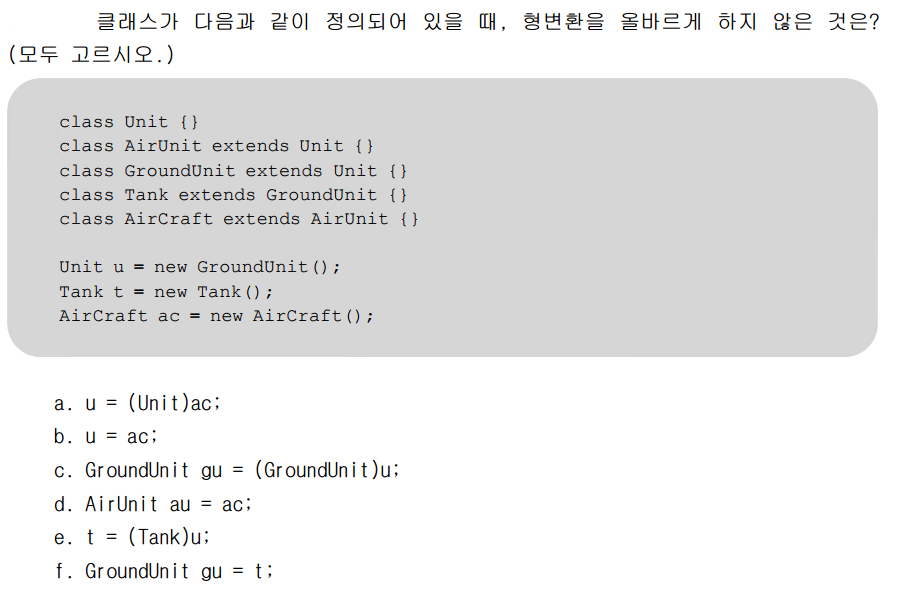 클래스가 다음과 같이 정의되어 있을 때, 형변환을 올바르게 하지 않은 것은?
(모두 고르시오.)
class Unit {}
class AirUnit extends Unit {}
class GroundUnit extends Unit {}
class Tank extends GroundUnit {}
class AirCraft extends AirUnit {}
Unit u = new GroundUnit();
Tank t = new Tank();
AirCraft ac = new AirCraft();
a. u = (Unit)ac;
b. u = ac;
c. GroundUnit gu = (GroundUnit)u;
d. AirUnit au = ac;
e. t = (Tank)u;
f. GroundUnit gu = t;